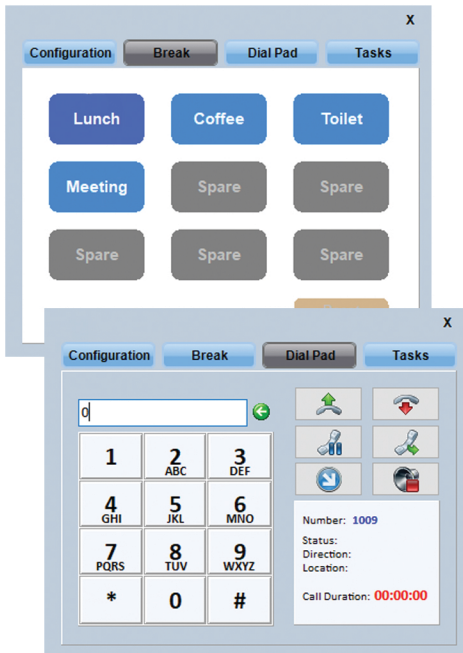 X
Configuration Break Dial Pad Tasks
Lunch Coffee Toilet
Meeting Spare Spare
Spare Spare Spare
X
Configuration Break Dial Pad Tasks
0
1 2 ABC 3 DEF
4 GHI 5 JKL 6 MNO
7 PQRS 8 TUV 9 WXYZ
* 0 #
Number: 1009
Status:
Direction:
Location:
Call Duration: 00:00:00